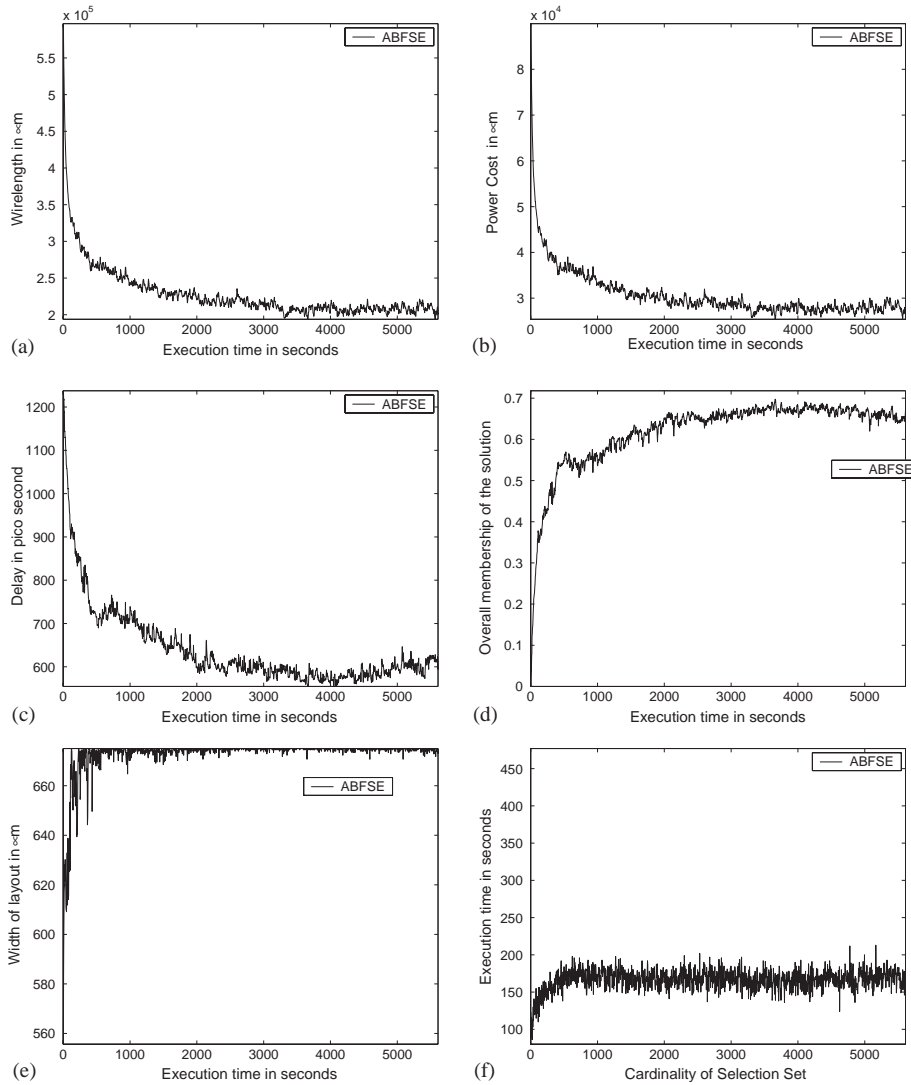 x 10⁵
ABFSE
5.5
5
4.5
4
3.5
3
2.5
2
Wirelength in ∝m
0 1000 2000 3000 4000 5000
Execution time in seconds
(a)
x 10⁴
ABFSE
8
7
6
5
4
3
Power Cost in ∝m
0 1000 2000 3000 4000 5000
Execution time in seconds
(b)
ABFSE
1200
1100
1000
900
800
700
600
Delay in pico second
0 1000 2000 3000 4000 5000
Execution time in seconds
(c)
0.7
0.6
0.5
0.4
0.3
0.2
0.1
0
ABFSE
Overall membership of the solution
0 1000 2000 3000 4000 5000
Execution time in seconds
(d)
660
640
620
600
580
560
ABFSE
Width of layout in ∝m
0 1000 2000 3000 4000 5000
Execution time in seconds
(e)
ABFSE
450
400
350
300
250
200
150
100
Execution time in seconds
0 1000 2000 3000 4000 5000
Cardinality of Selection Set
(f)